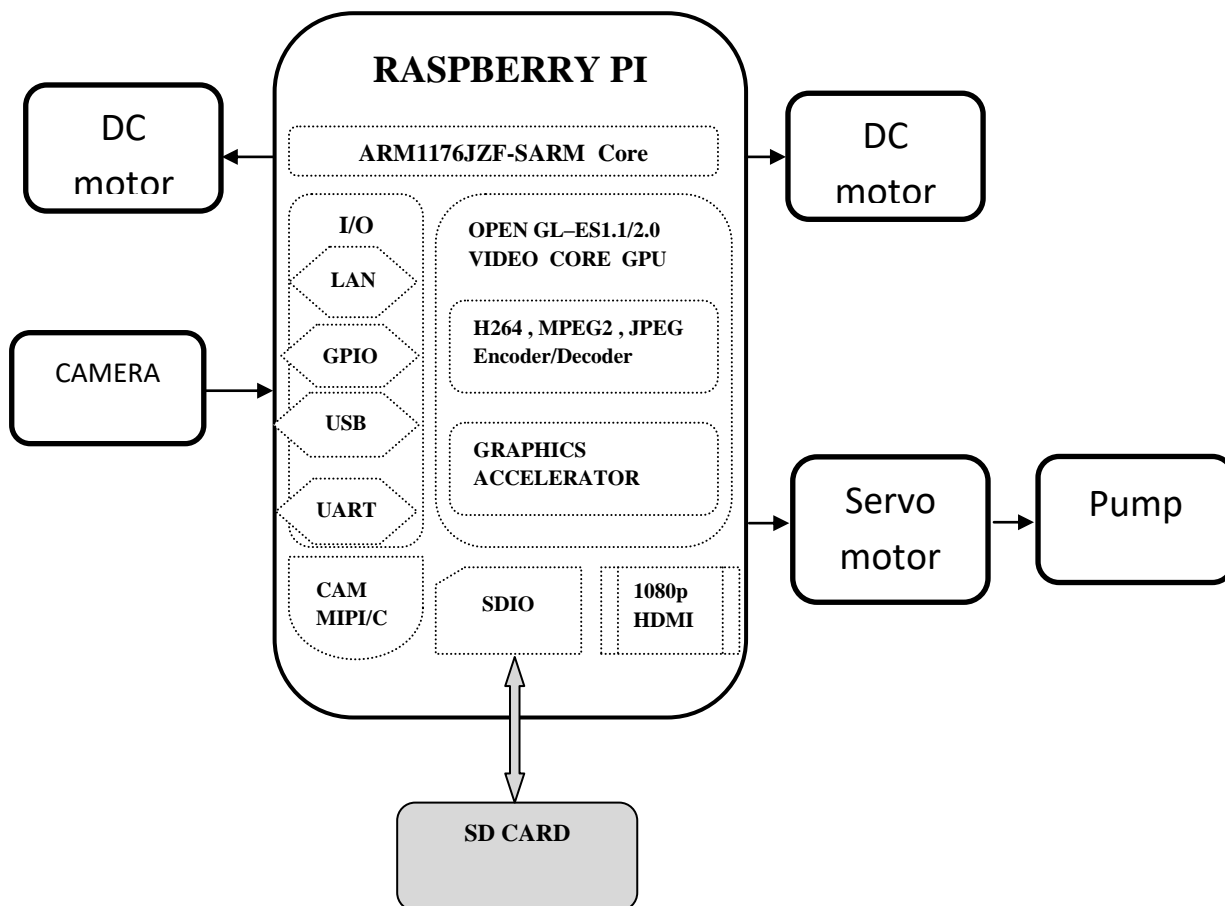 RASPBERRY PI
DC
motor
ARM1176JZF-SARM Core
DC
motor
I/O
LAN
GPIO
USB
UART
OPEN GL–ES1.1/2.0
VIDEO CORE GPU
H264 , MPEG2 , JPEG
Encoder/Decoder
GRAPHICS
ACCELERATOR
CAMERA
Servo
motor
Pump
CAM
MIPI/C
SDIO
1080p
HDMI
SD CARD